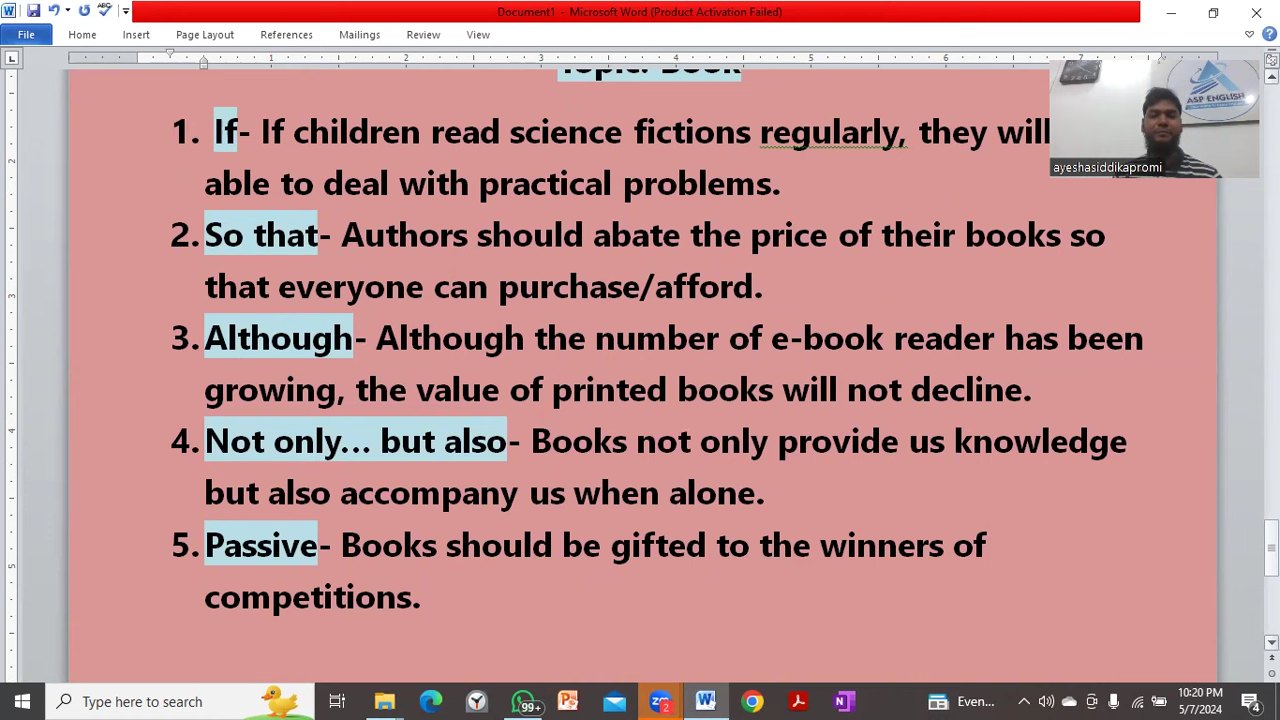 Document1 - Microsoft Word (Product Activation Failed)
File Home Insert Page Layout References Mailings Review View
Topic: Book
1. If- If children read science fictions regularly, they will
able to deal with practical problems.
2. So that- Authors should abate the price of their books so
that everyone can purchase/afford.
3. Although- Although the number of e-book reader has been
growing, the value of printed books will not decline.
4. Not only... but also- Books not only provide us knowledge
but also accompany us when alone.
5. Passive- Books should be gifted to the winners of
competitions.
ASP ENGLISH
ayeshasiddikapromi
Type here to search
99+
2
Even...
10:20 PM
5/7/2024
4